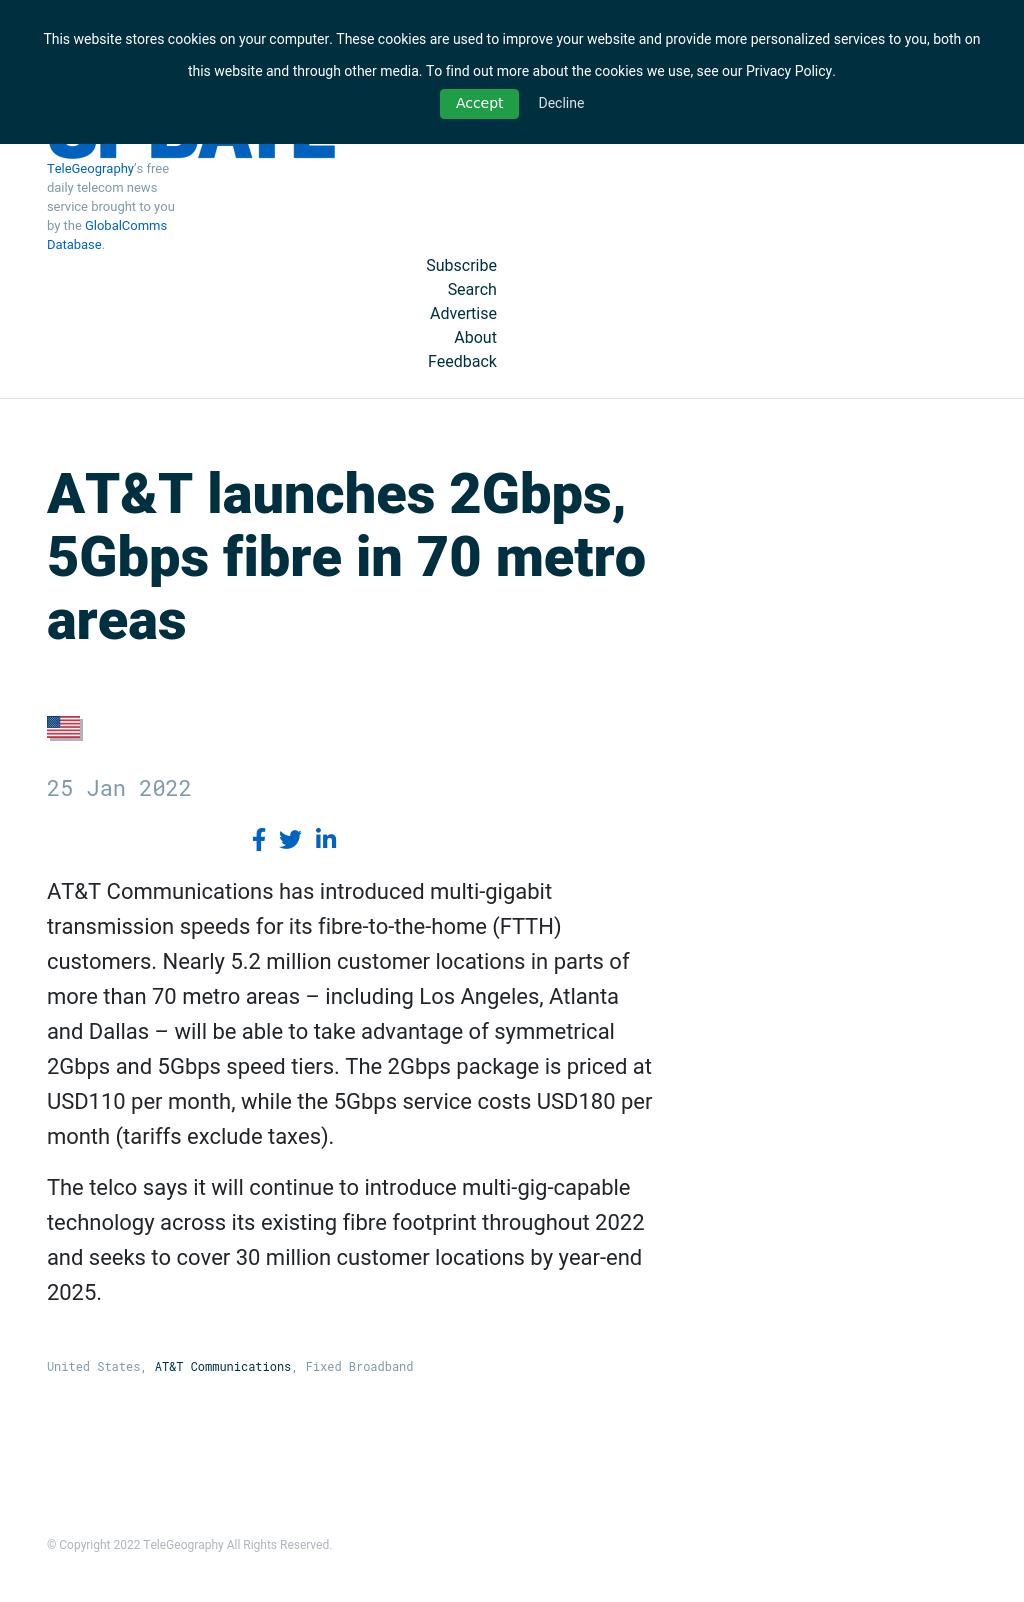 This website stores cookies on your computer. These cookies are used to improve your website and provide more personalized services to you, both on
this website and through other media. To find out more about the cookies we use, see our Privacy Policy.
Accept Decline
UPDATE
TeleGeography's free
daily telecom news
service brought to you
by the GlobalComms
Database.
Subscribe
Search
Advertise
About
Feedback
AT&T launches 2Gbps,
5Gbps fibre in 70 metro
areas
25 Jan 2022
AT&T Communications has introduced multi-gigabit
transmission speeds for its fibre-to-the-home (FTTH)
customers. Nearly 5.2 million customer locations in parts of
more than 70 metro areas – including Los Angeles, Atlanta
and Dallas – will be able to take advantage of symmetrical
2Gbps and 5Gbps speed tiers. The 2Gbps package is priced at
USD110 per month, while the 5Gbps service costs USD180 per
month (tariffs exclude taxes).
The telco says it will continue to introduce multi-gig-capable
technology across its existing fibre footprint throughout 2022
and seeks to cover 30 million customer locations by year-end
2025.
United States, AT&T Communications, Fixed Broadband
© Copyright 2022 TeleGeography All Rights Reserved.